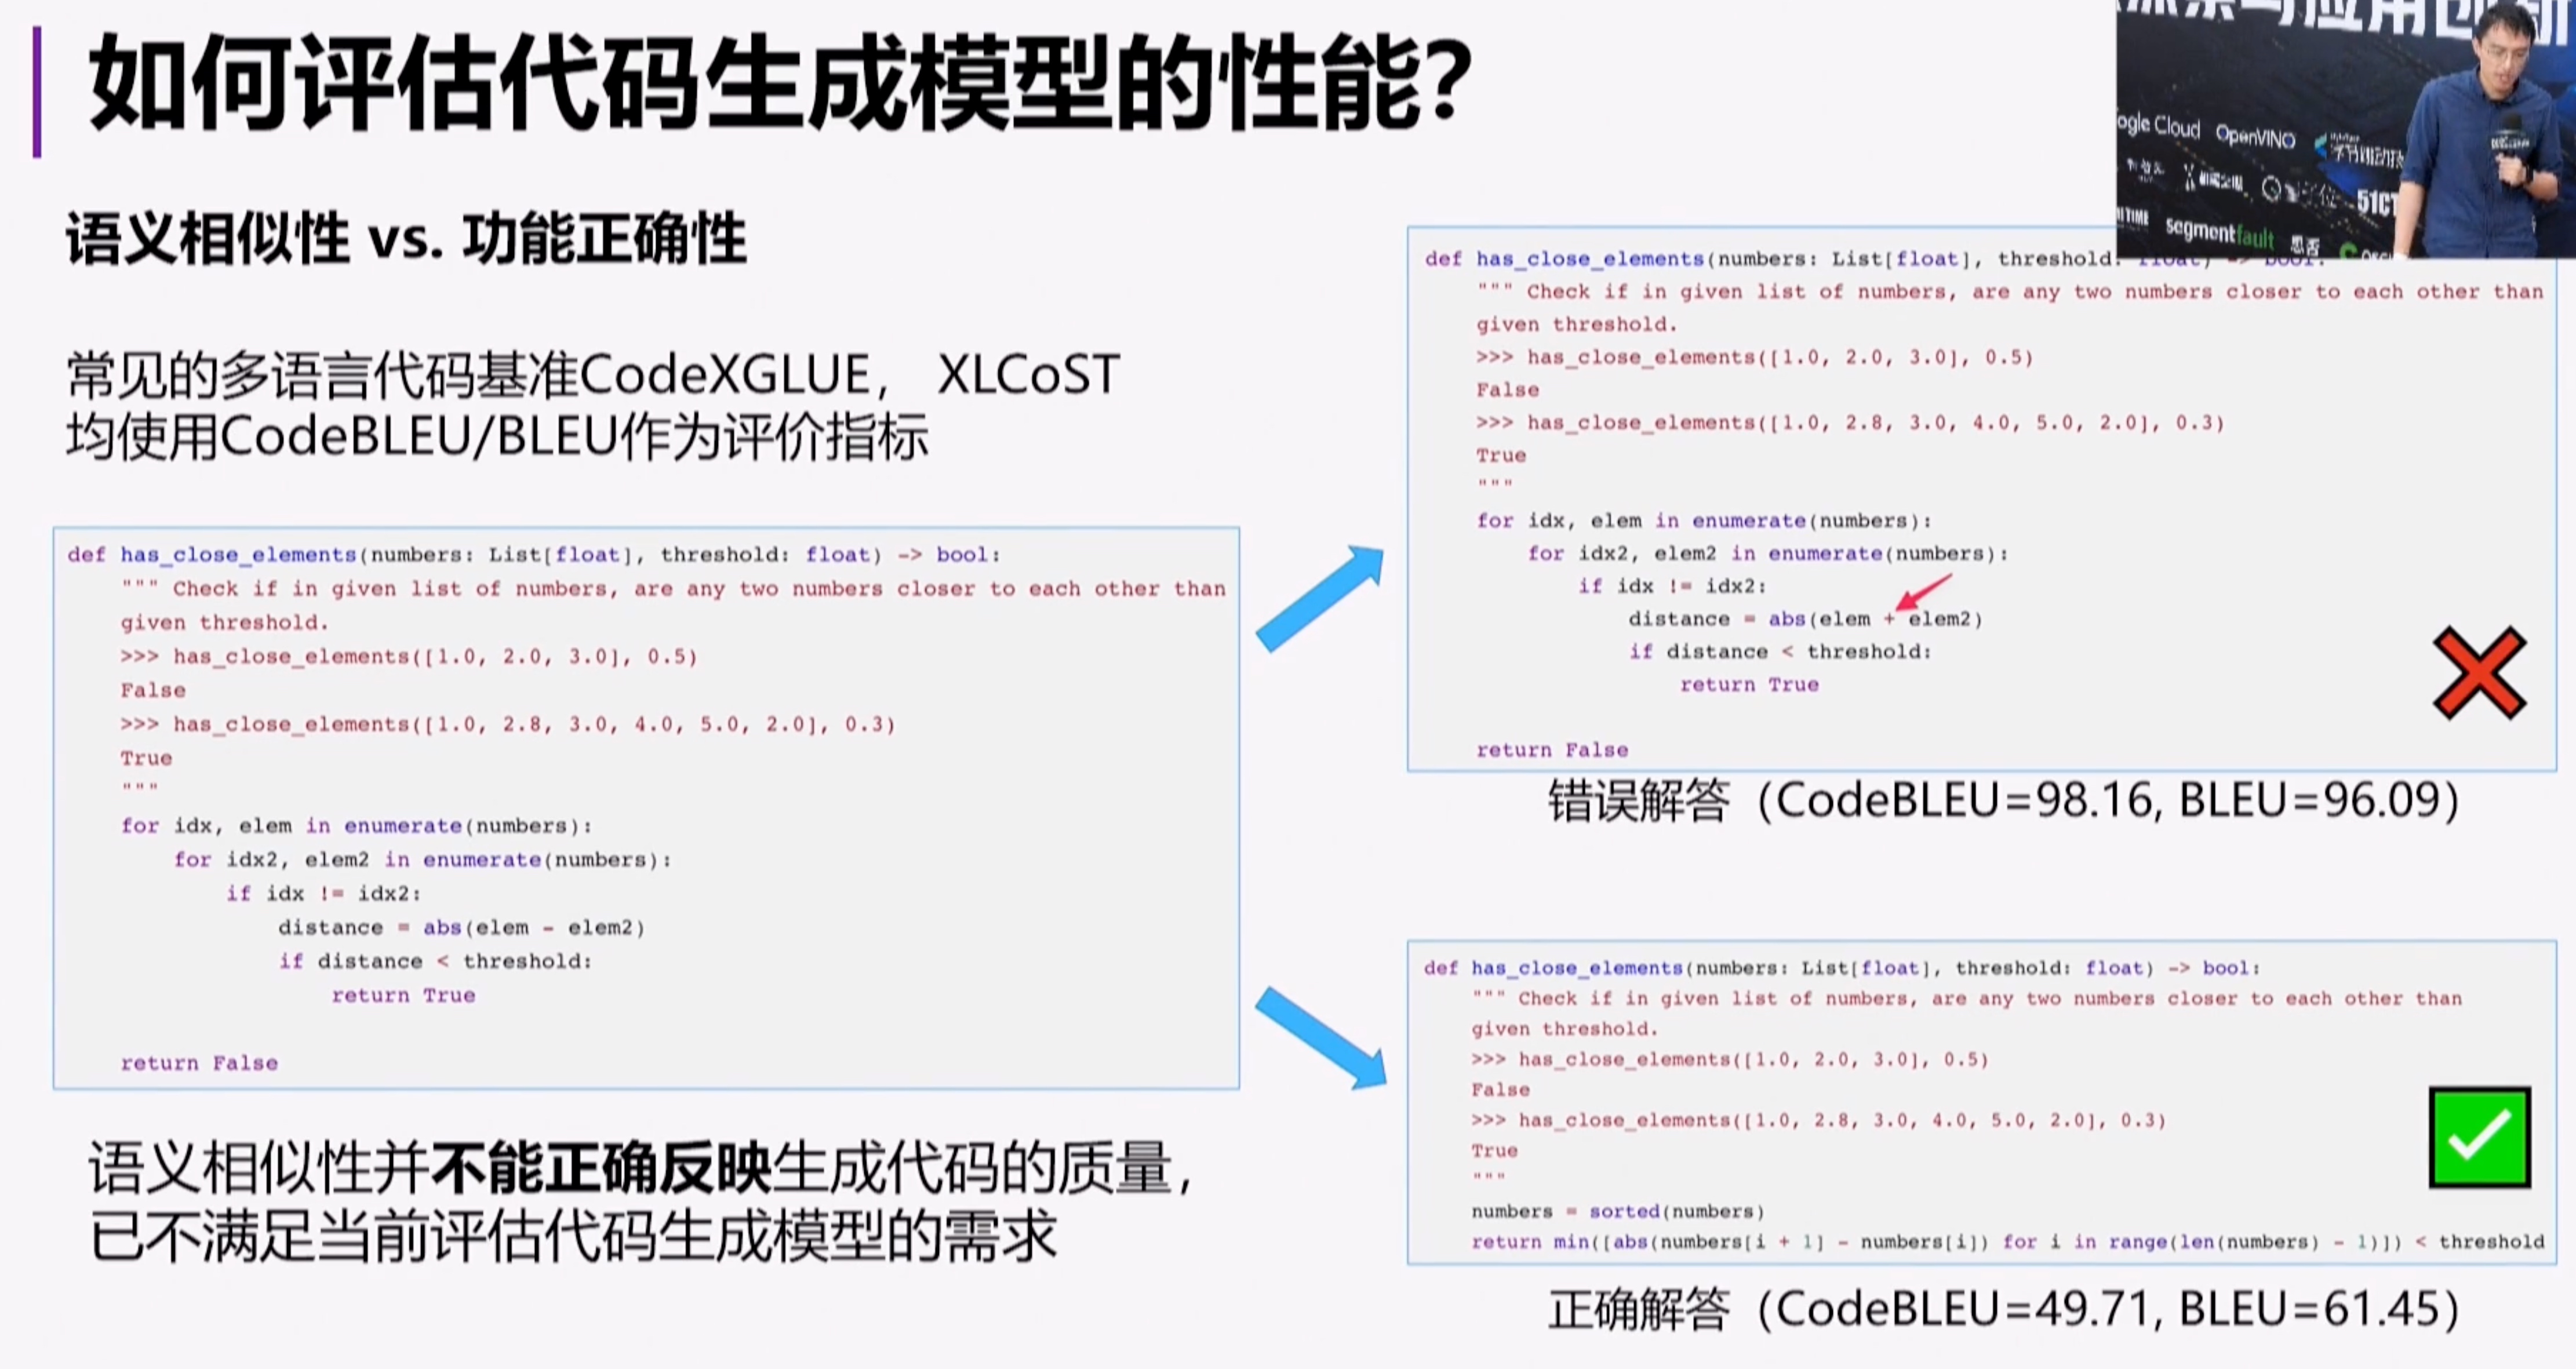 如何评估代码生成模型的性能?
语义相似性 vs. 功能正确性
常见的多语言代码基准CodeXGLUE， XLCoST
均使用CodeBLEU/BLEU作为评价指标
def has_close_elements(numbers: List[float], threshold: float) -> bool:
""" Check if in given list of numbers, are any two numbers closer to each other than
given threshold.
>>> has_close_elements([1.0, 2.0, 3.0], 0.5)
False
>>> has_close_elements([1.0, 2.8, 3.0, 4.0, 5.0, 2.0], 0.3)
True
"""
for idx, elem in enumerate(numbers):
for idx2, elem2 in enumerate(numbers):
if idx != idx2:
distance = abs(elem - elem2)
if distance < threshold:
return True
return False
语义相似性并不能正确反映生成代码的质量，
已不满足当前评估代码生成模型的需求
def has_close_elements(numbers: List[float], threshold: float) -> bool:
""" Check if in given list of numbers, are any two numbers closer to each other than
given threshold.
>>> has_close_elements([1.0, 2.0, 3.0], 0.5)
False
>>> has_close_elements([1.0, 2.8, 3.0, 4.0, 5.0, 2.0], 0.3)
True
"""
for idx, elem in enumerate(numbers):
for idx2, elem2 in enumerate(numbers):
if idx != idx2:
distance = abs(elem + elem2)
if distance < threshold:
return True
return False
错误解答（CodeBLEU=98.16, BLEU=96.09）
def has_close_elements(numbers: List[float], threshold: float) -> bool:
""" Check if in given list of numbers, are any two numbers closer to each other than
given threshold.
>>> has_close_elements([1.0, 2.0, 3.0], 0.5)
False
>>> has_close_elements([1.0, 2.8, 3.0, 4.0, 5.0, 2.0], 0.3)
True
"""
numbers = sorted(numbers)
return min([abs(numbers[i + 1] - numbers[i]) for i in range(len(numbers) - 1)]) < threshold
正确解答（CodeBLEU=49.71, BLEU=61.45）
ogle Cloud OpenVINO
51CT
segmentfault 思否